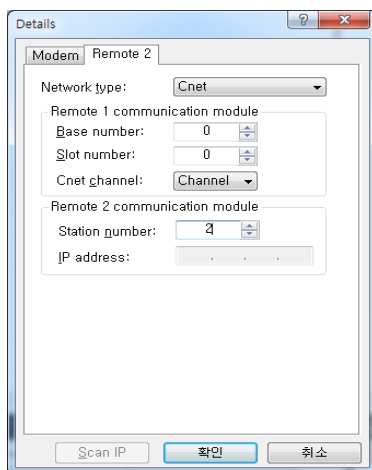 Details
Modem Remote 2
Network type: Cnet
Remote 1 communication module
Base number: 0
Slot number: 0
Cnet channel: Channel
Remote 2 communication module
Station number: 2
IP address: . . .
Scan IP 확인 취소